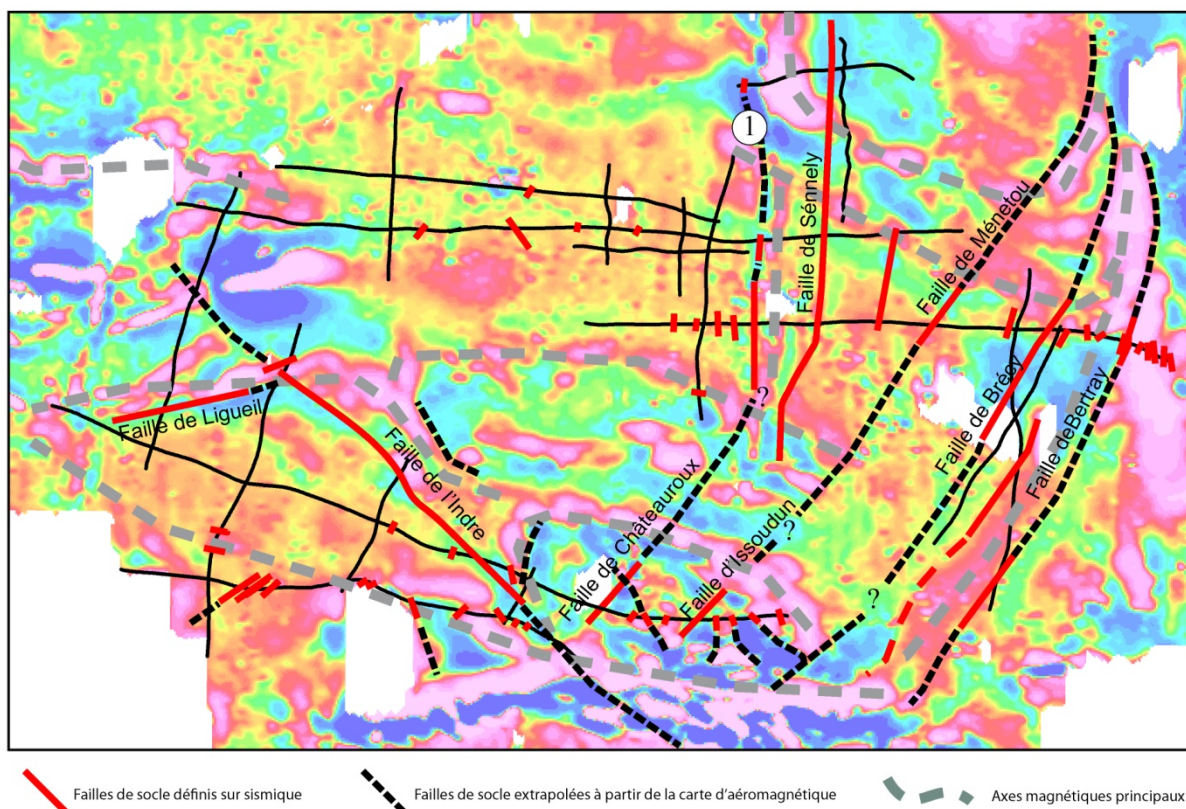 1
Faille de Sénnely
Faille de Ménetou
Faille de Ligueil
Faille de l'Indre
?
Faille de Châteauroux
?
Faille d'Issoudun
Faille de Brécy
Faille deBertray
?
Failles de socle définis sur sismique
Failles de socle extrapolées à partir de la carte d'aéromagnétique
Axes magnétiques principaux